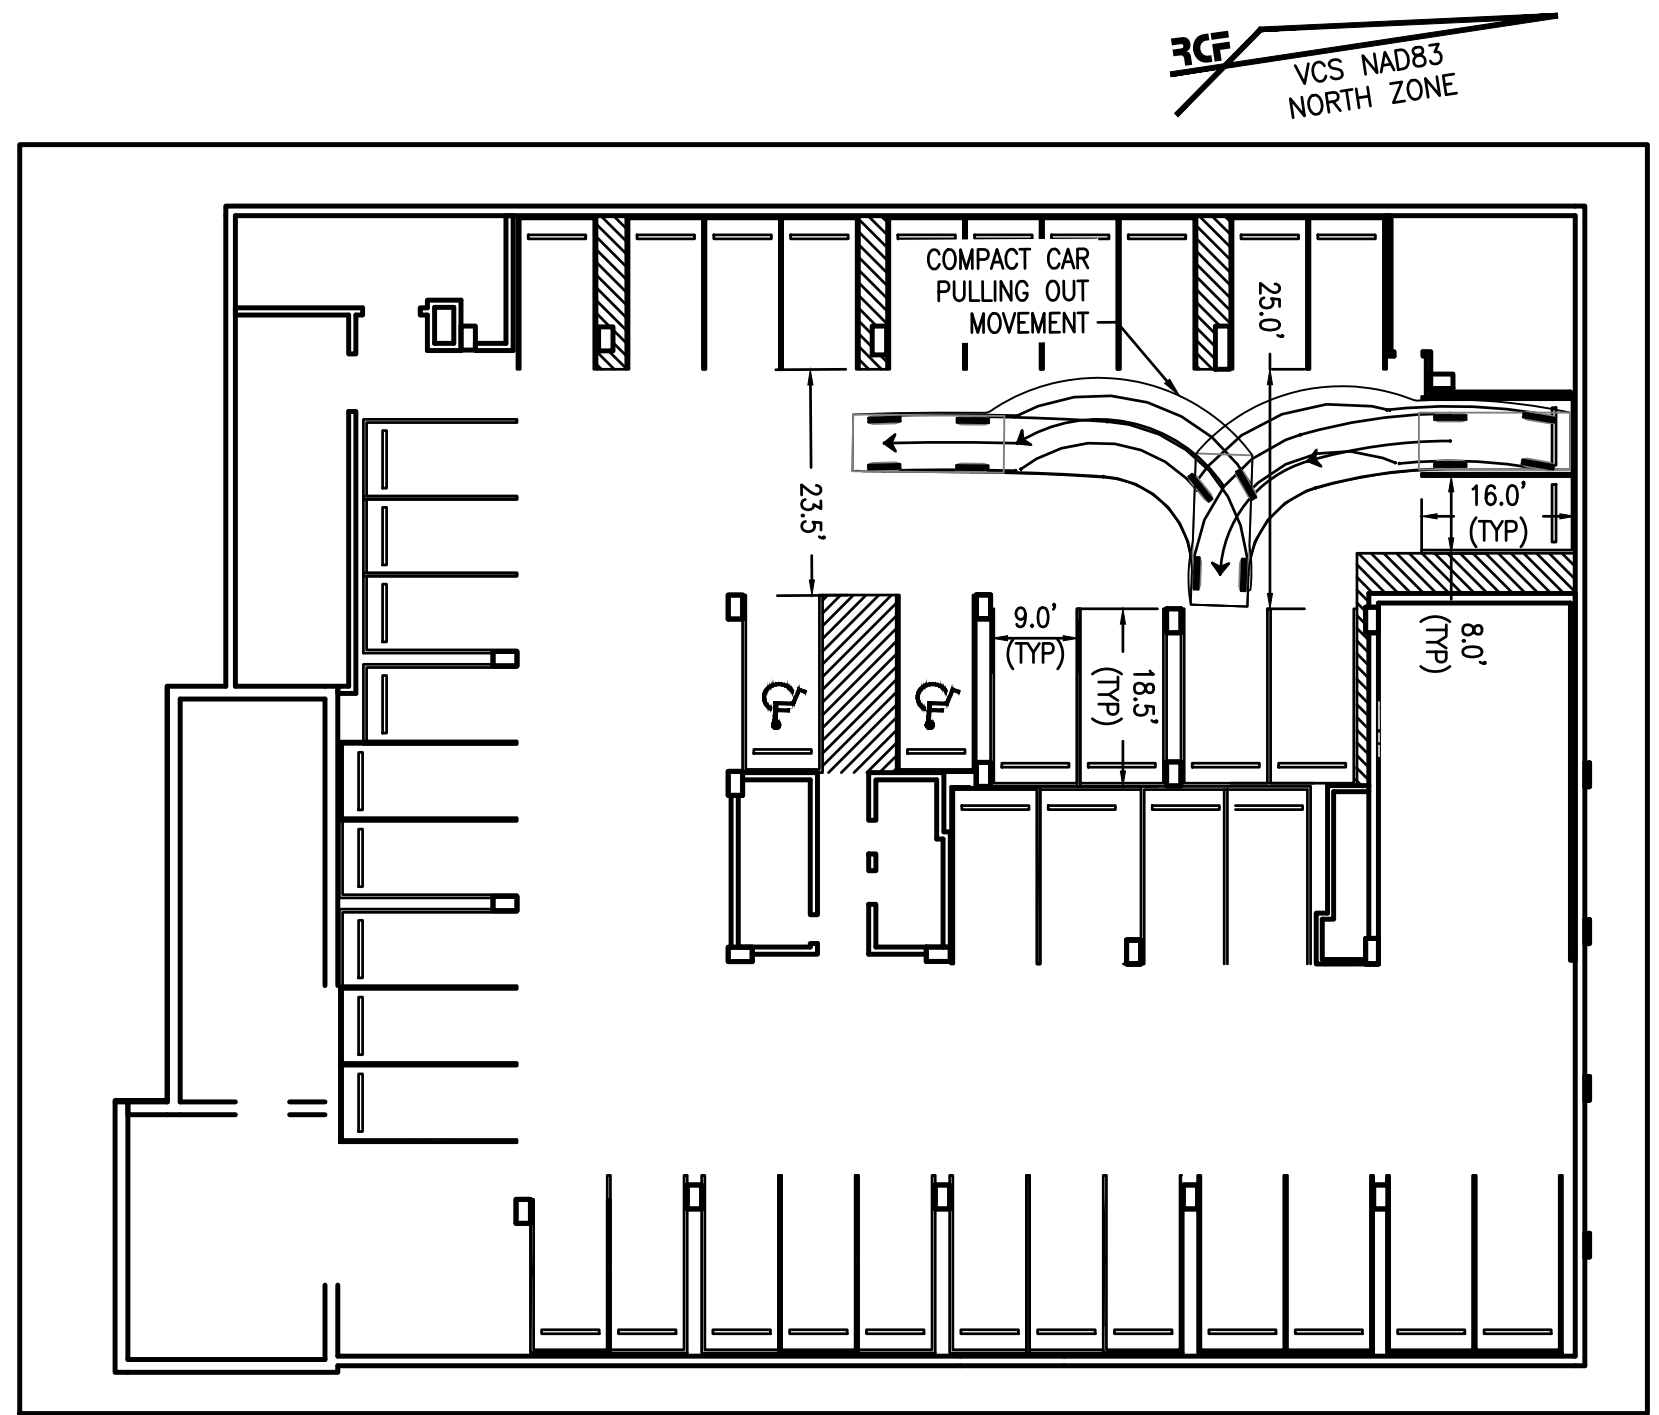 RCF
VCS NAD83
NORTH ZONE
COMPACT CAR
PULLING OUT
MOVEMENT
25.0'
23.5'
16.0'
(TYP)
9.0'
(TYP)
18.5'
(TYP)
8.0'
(TYP)